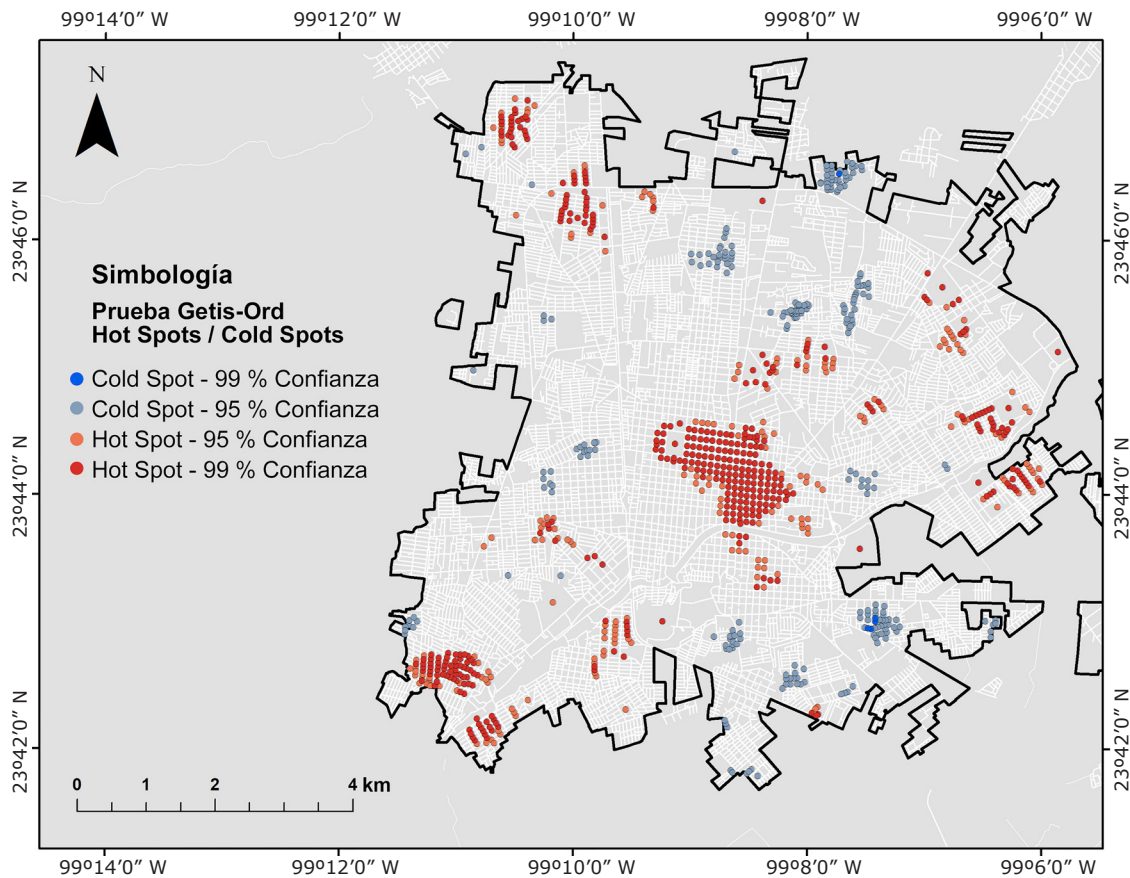 99º14’0″ W 99º12’0″ W 99º10’0″ W 99º8’0″ W 99º6’0″ W
N
23º46’0″ N 23º46’0″ N
Simbología
Prueba Getis-Ord
Hot Spots / Cold Spots
Cold Spot - 99 % Confianza
Cold Spot - 95 % Confianza
Hot Spot - 95 % Confianza
Hot Spot - 99 % Confianza
23º44’0″ N 23º44’0″ N
23º42’0″ N 23º42’0″ N
0 1 2 4 km
99º14’0″ W 99º12’0″ W 99º10’0″ W 99º8’0″ W 99º6’0″ W